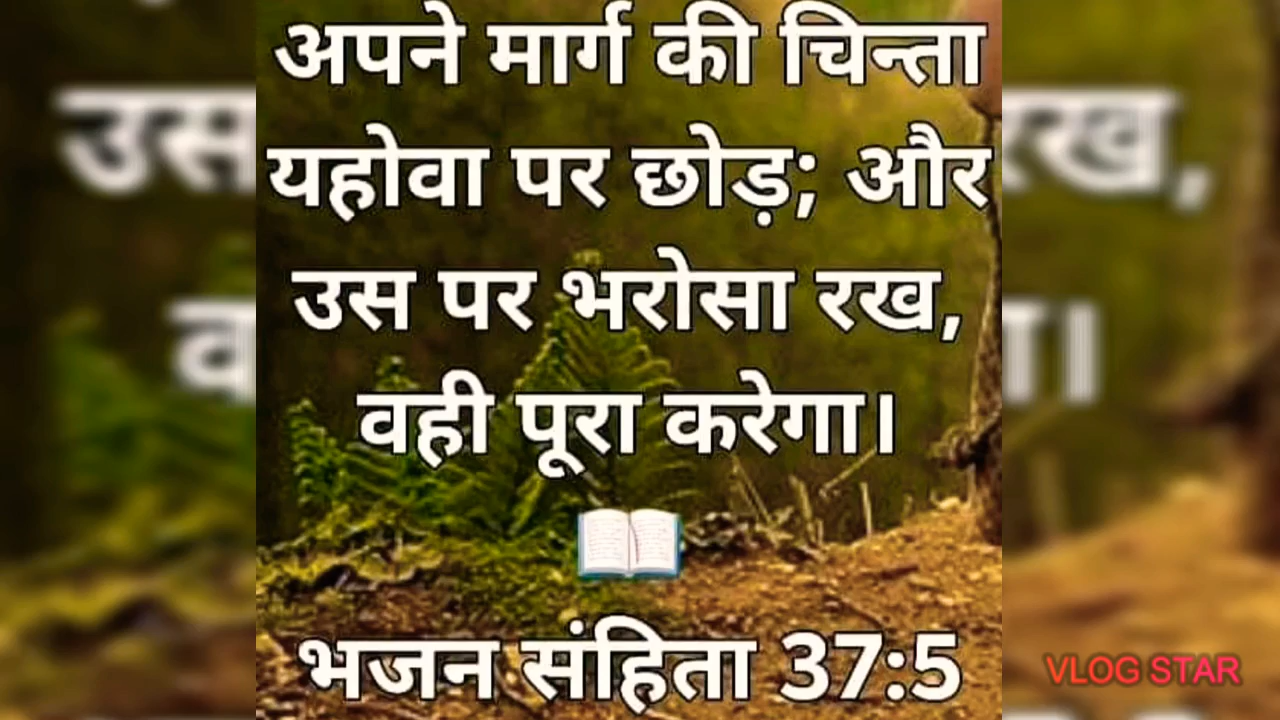 अपने मार्ग की चिन्ता
यहोवा पर छोड़; और
उस पर भरोसा रख,
वही पूरा करेगा।
भजन संहिता 37:5
VLOG STAR